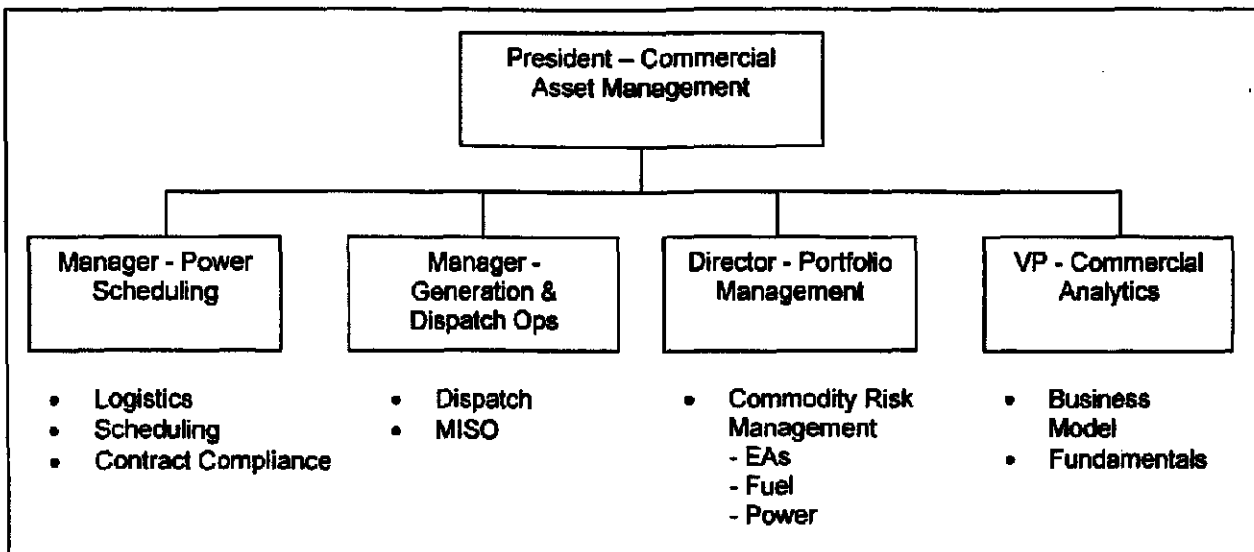 President – Commercial
Asset Management
Manager - Power
Scheduling
Manager -
Generation &
Dispatch Ops
Director - Portfolio
Management
VP - Commercial
Analytics
• Logistics
• Scheduling
• Contract Compliance
• Dispatch
• MISO
• Commodity Risk
Management
- EAs
- Fuel
- Power
• Business
Model
• Fundamentals